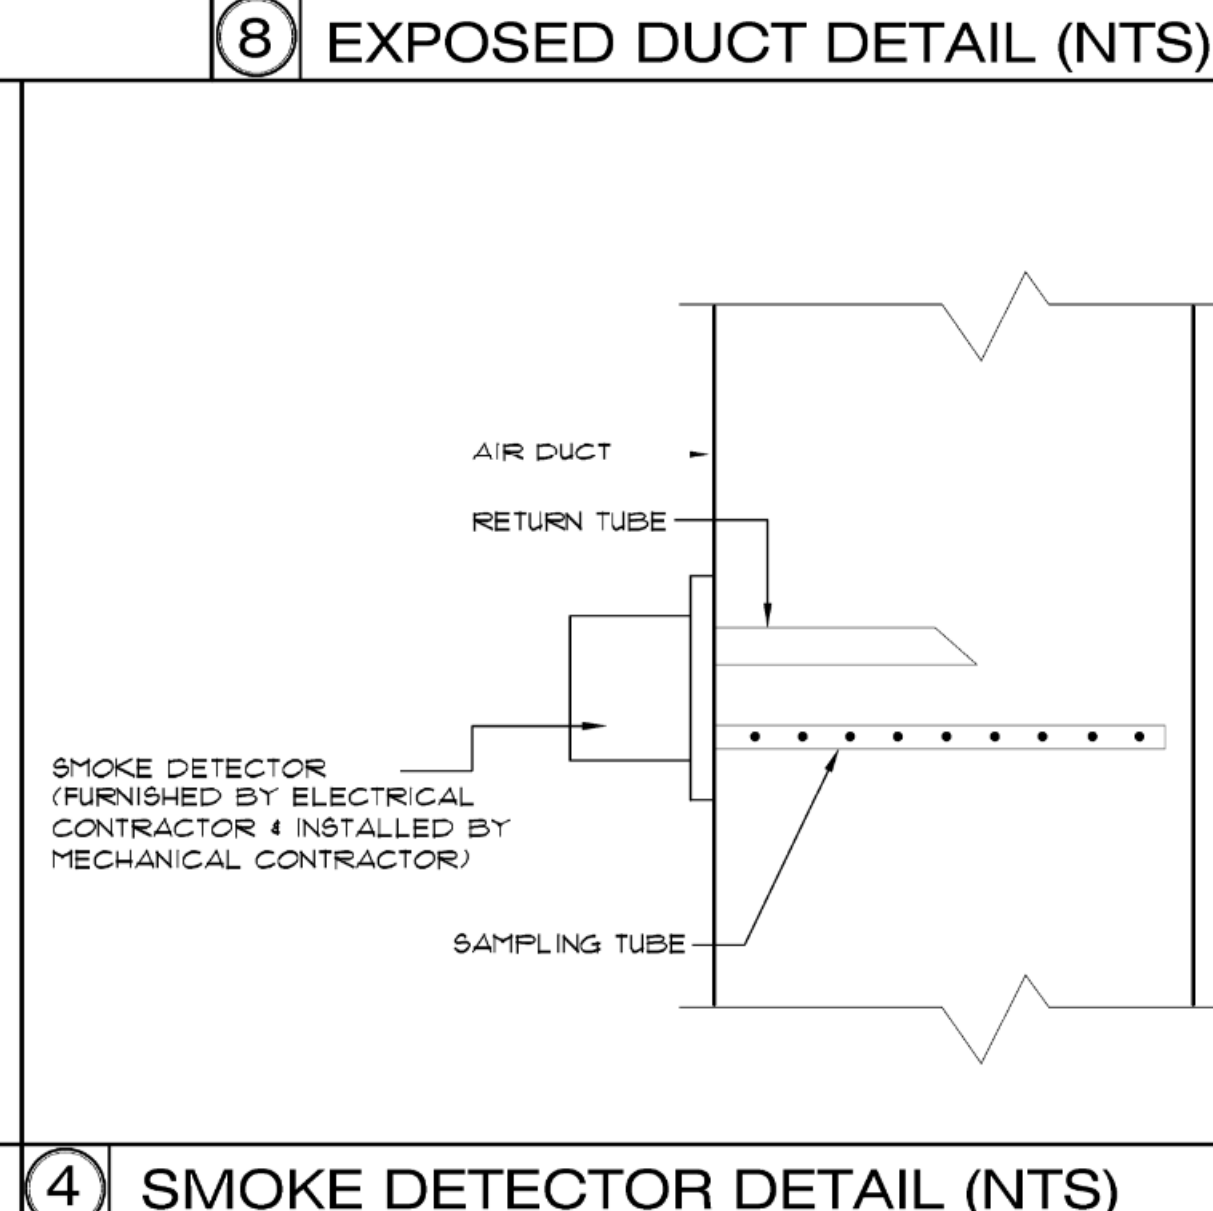 8 EXPOSED DUCT DETAIL (NTS)
AIR DUCT
RETURN TUBE
SMOKE DETECTOR
(FURNISHED BY ELECTRICAL
CONTRACTOR & INSTALLED BY
MECHANICAL CONTRACTOR)
SAMPLING TUBE
4 SMOKE DETECTOR DETAIL (NTS)